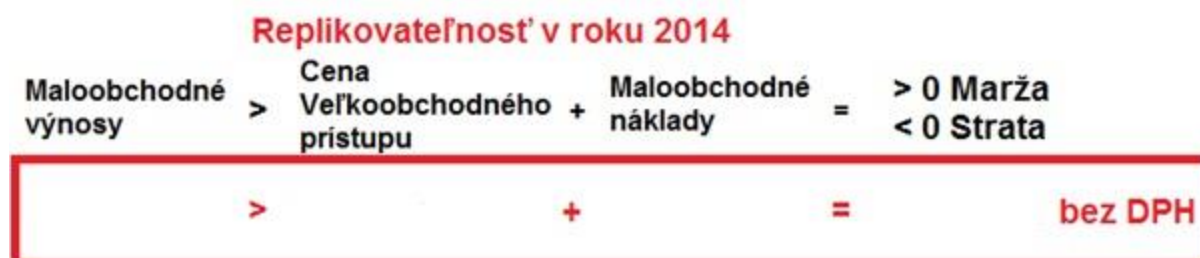 Replikovateľnosť v roku 2014
Maloobchodné výnosy > Cena Veľkoobchodného prístupu + Maloobchodné náklady = > 0 Marža < 0 Strata
> + = bez DPH